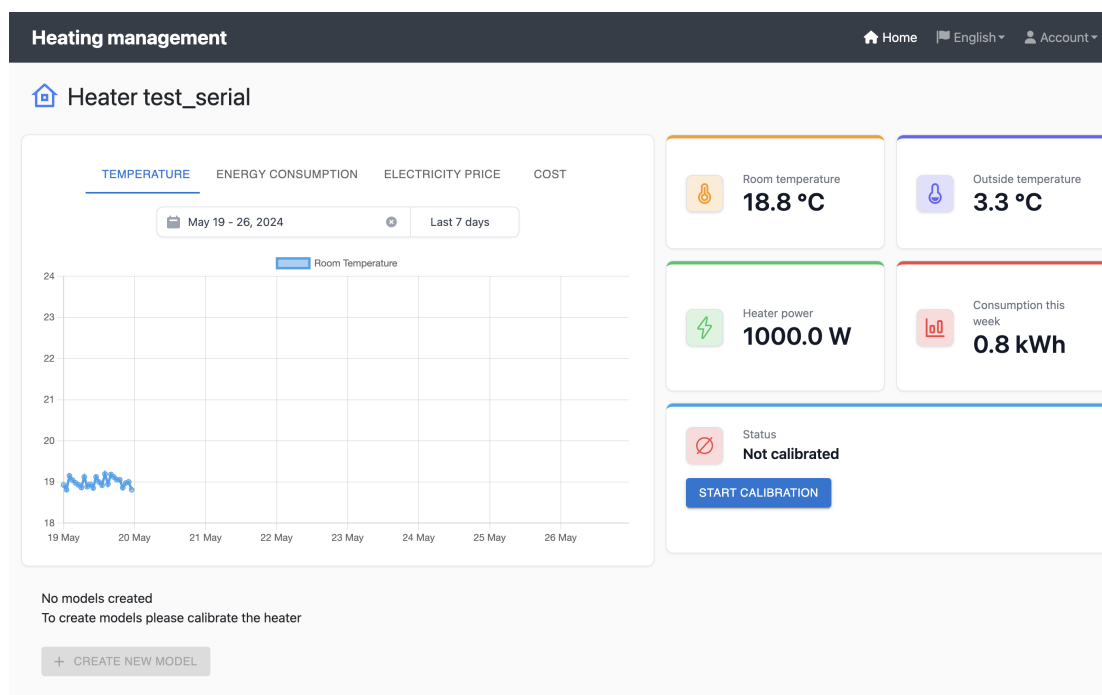 Heating management
Home
English
Account
Heater test_serial
TEMPERATURE
ENERGY CONSUMPTION
ELECTRICITY PRICE
COST
May 19 - 26, 2024
Last 7 days
Room Temperature
24
23
22
21
20
19
18
19 May
20 May
21 May
22 May
23 May
24 May
25 May
26 May
Room temperature
18.8 °C
Outside temperature
3.3 °C
Heater power
1000.0 W
Consumption this
week
0.8 kWh
Status
Not calibrated
START CALIBRATION
No models created
To create models please calibrate the heater
+ CREATE NEW MODEL